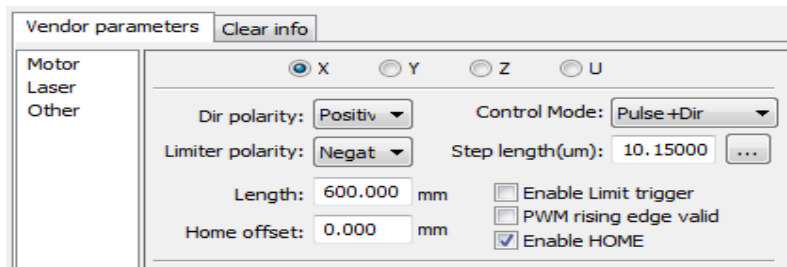 Vendor parameters Clear info
Motor
Laser
Other
X Y Z U
Dir polarity: Positiv Control Mode: Pulse+Dir
Limiter polarity: Negat Step length(um): 10.15000 ...
Length: 600.000 mm Enable Limit trigger
PWM rising edge valid
Home offset: 0.000 mm Enable HOME